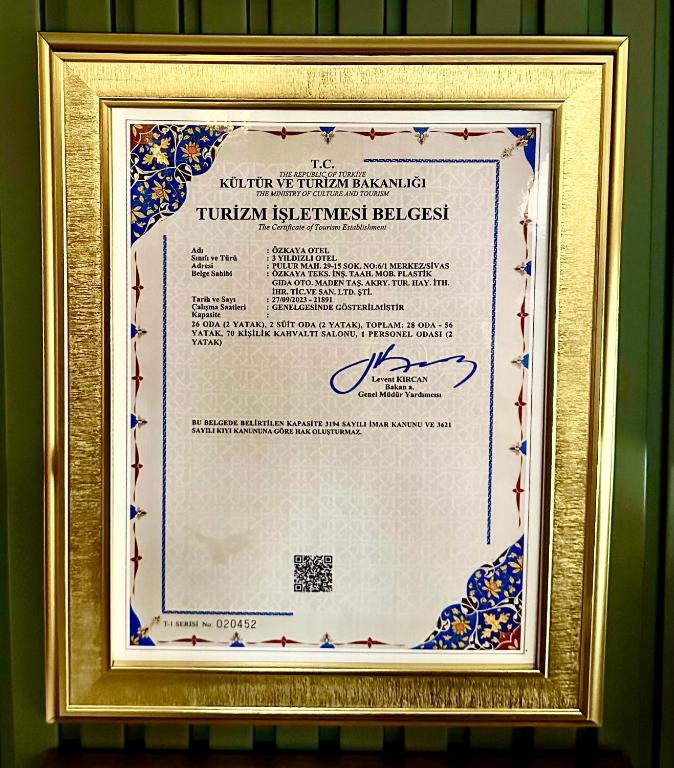 T.C.
THE REPUBLIC OF TÜRKİYE
KÜLTÜR VE TURİZM BAKANLIĞI
THE MINISTRY OF CULTURE AND TOURISM
TURİZM İŞLETMESİ BELGESİ
The Certificate of Tourism Establishment
Adı : ÖZKAYA OTEL
Sınıfı ve Türü : 3 YILDIZLI OTEL
Adresi : PULUR MAH. 29-15 SOK. NO:6/1 MERKEZ/SİVAS
Belge Sahibi : ÖZKAYA TEKS. İNŞ. TAAH. MOB. PLASTİK
GIDA OTO. MADEN TAŞ. AKRY. TUR. HAY. İTH.
İHR. TİC.VE SAN. LTD. ŞTİ.
Tarih ve Sayı : 27/09/2023 - 21891
Çalışma Saatleri : GENELGESİNDE GÖSTERİLMİŞTİR
Kapasite :
26 ODA (2 YATAK), 2 SÜİT ODA (2 YATAK), TOPLAM: 28 ODA - 56
YATAK, 70 KİŞİLİK KAHVALTI SALONU, 1 PERSONEL ODASI (2
YATAK)
Levent KIRCAN
Bakan a.
Genel Müdür Yardımcısı
BU BELGEDE BELİRTİLEN KAPASİTE 3194 SAYILI İMAR KANUNU VE 3621
SAYILI KIYI KANUNUNA GÖRE HAK OLUŞTURMAZ.
T-1 SERİSİ No: 020452